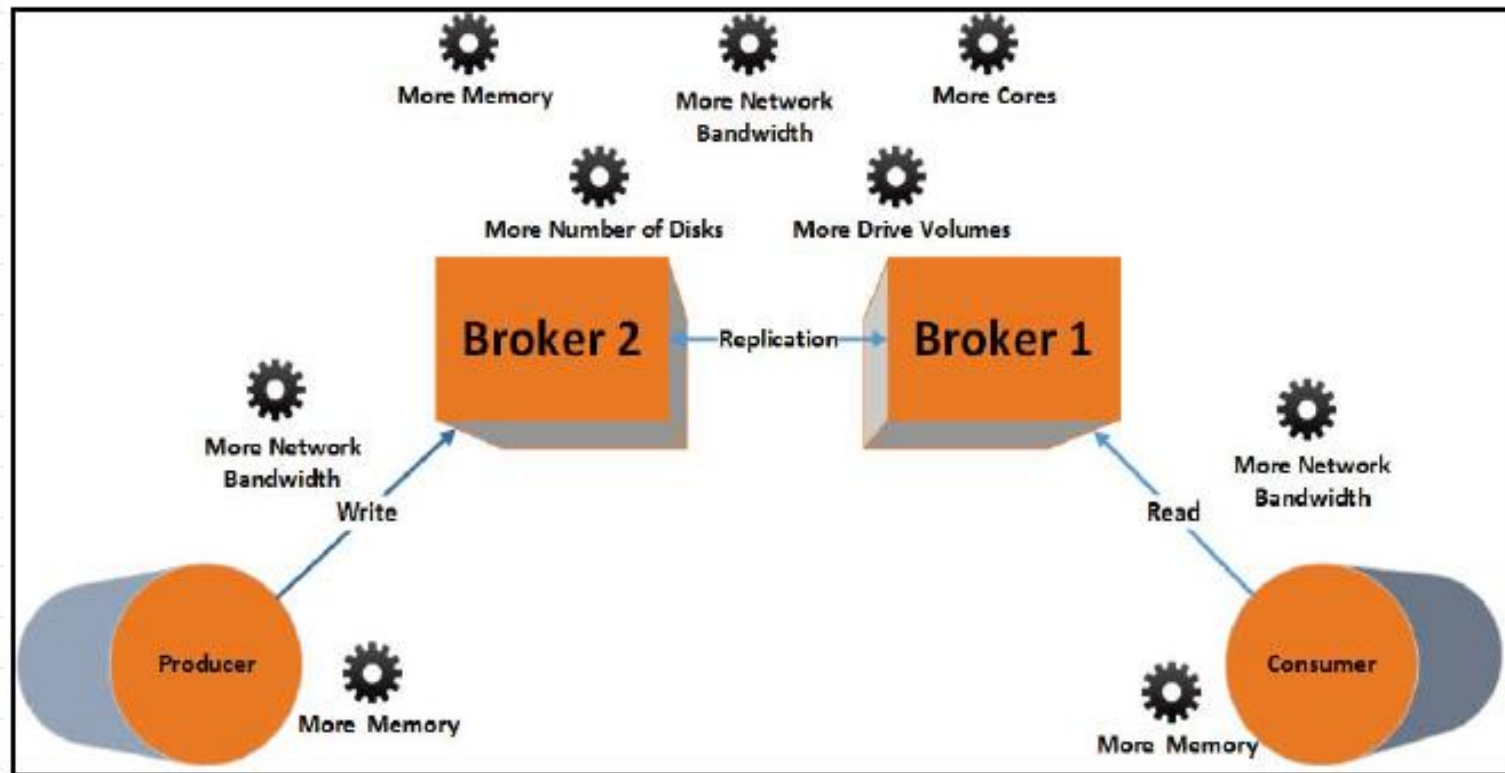 More Memory
More Network
Bandwidth
More Cores
More Number of Disks
More Drive Volumes
Broker 2
Replication
Broker 1
More Network
Bandwidth
More Network
Bandwidth
Write
Read
Producer
More Memory
Consumer
More Memory